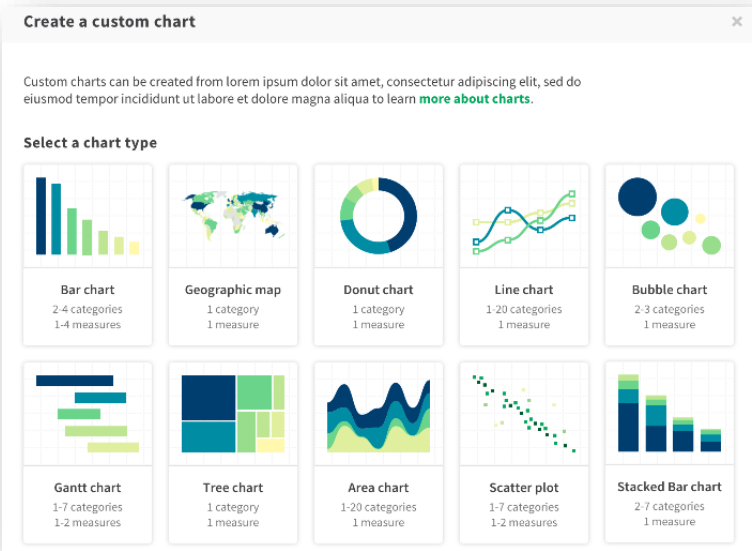 Create a custom chart
Custom charts can be created from lorem ipsum dolor sit amet, consectetur adipiscing elit, sed do
eiusmod tempor incididunt ut labore et dolore magna aliqua to learn more about charts.
Select a chart type
Bar chart
2-4 categories
1-4 measures
Geographic map
1 category
1 measure
Donut chart
1 category
1 measure
Line chart
1-20 categories
1 measure
Bubble chart
2-3 categories
1 measure
Gantt chart
1-7 categories
1-2 measures
Tree chart
1 category
1 measure
Area chart
1-20 categories
1 measure
Scatter plot
1-7 categories
1-2 measures
Stacked Bar chart
2-7 categories
1 measure